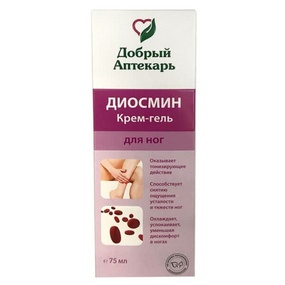 Добрый
Аптекарь
ДИОСМИН
Крем-гель
для ног
Оказывает
тонизирующее
действие
Способствует
снятию
ощущения
усталости
и тяжести ног
Охлаждает,
успокаивает,
уменьшая
дискомфорт
в ногах
℮ 75 мл